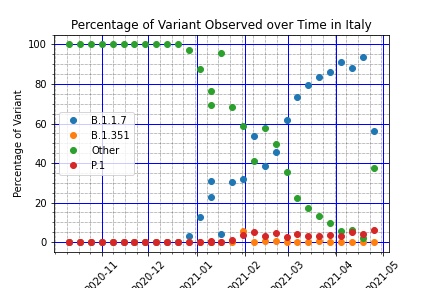 Percentage of Variant Observed over Time in Italy
Percentage of Variant
100
80
60
40
20
0
B.1.1.7
B.1.351
Other
P.1
2020-11
2020-12
2021-01
2021-02
2021-03
2021-04
2021-05